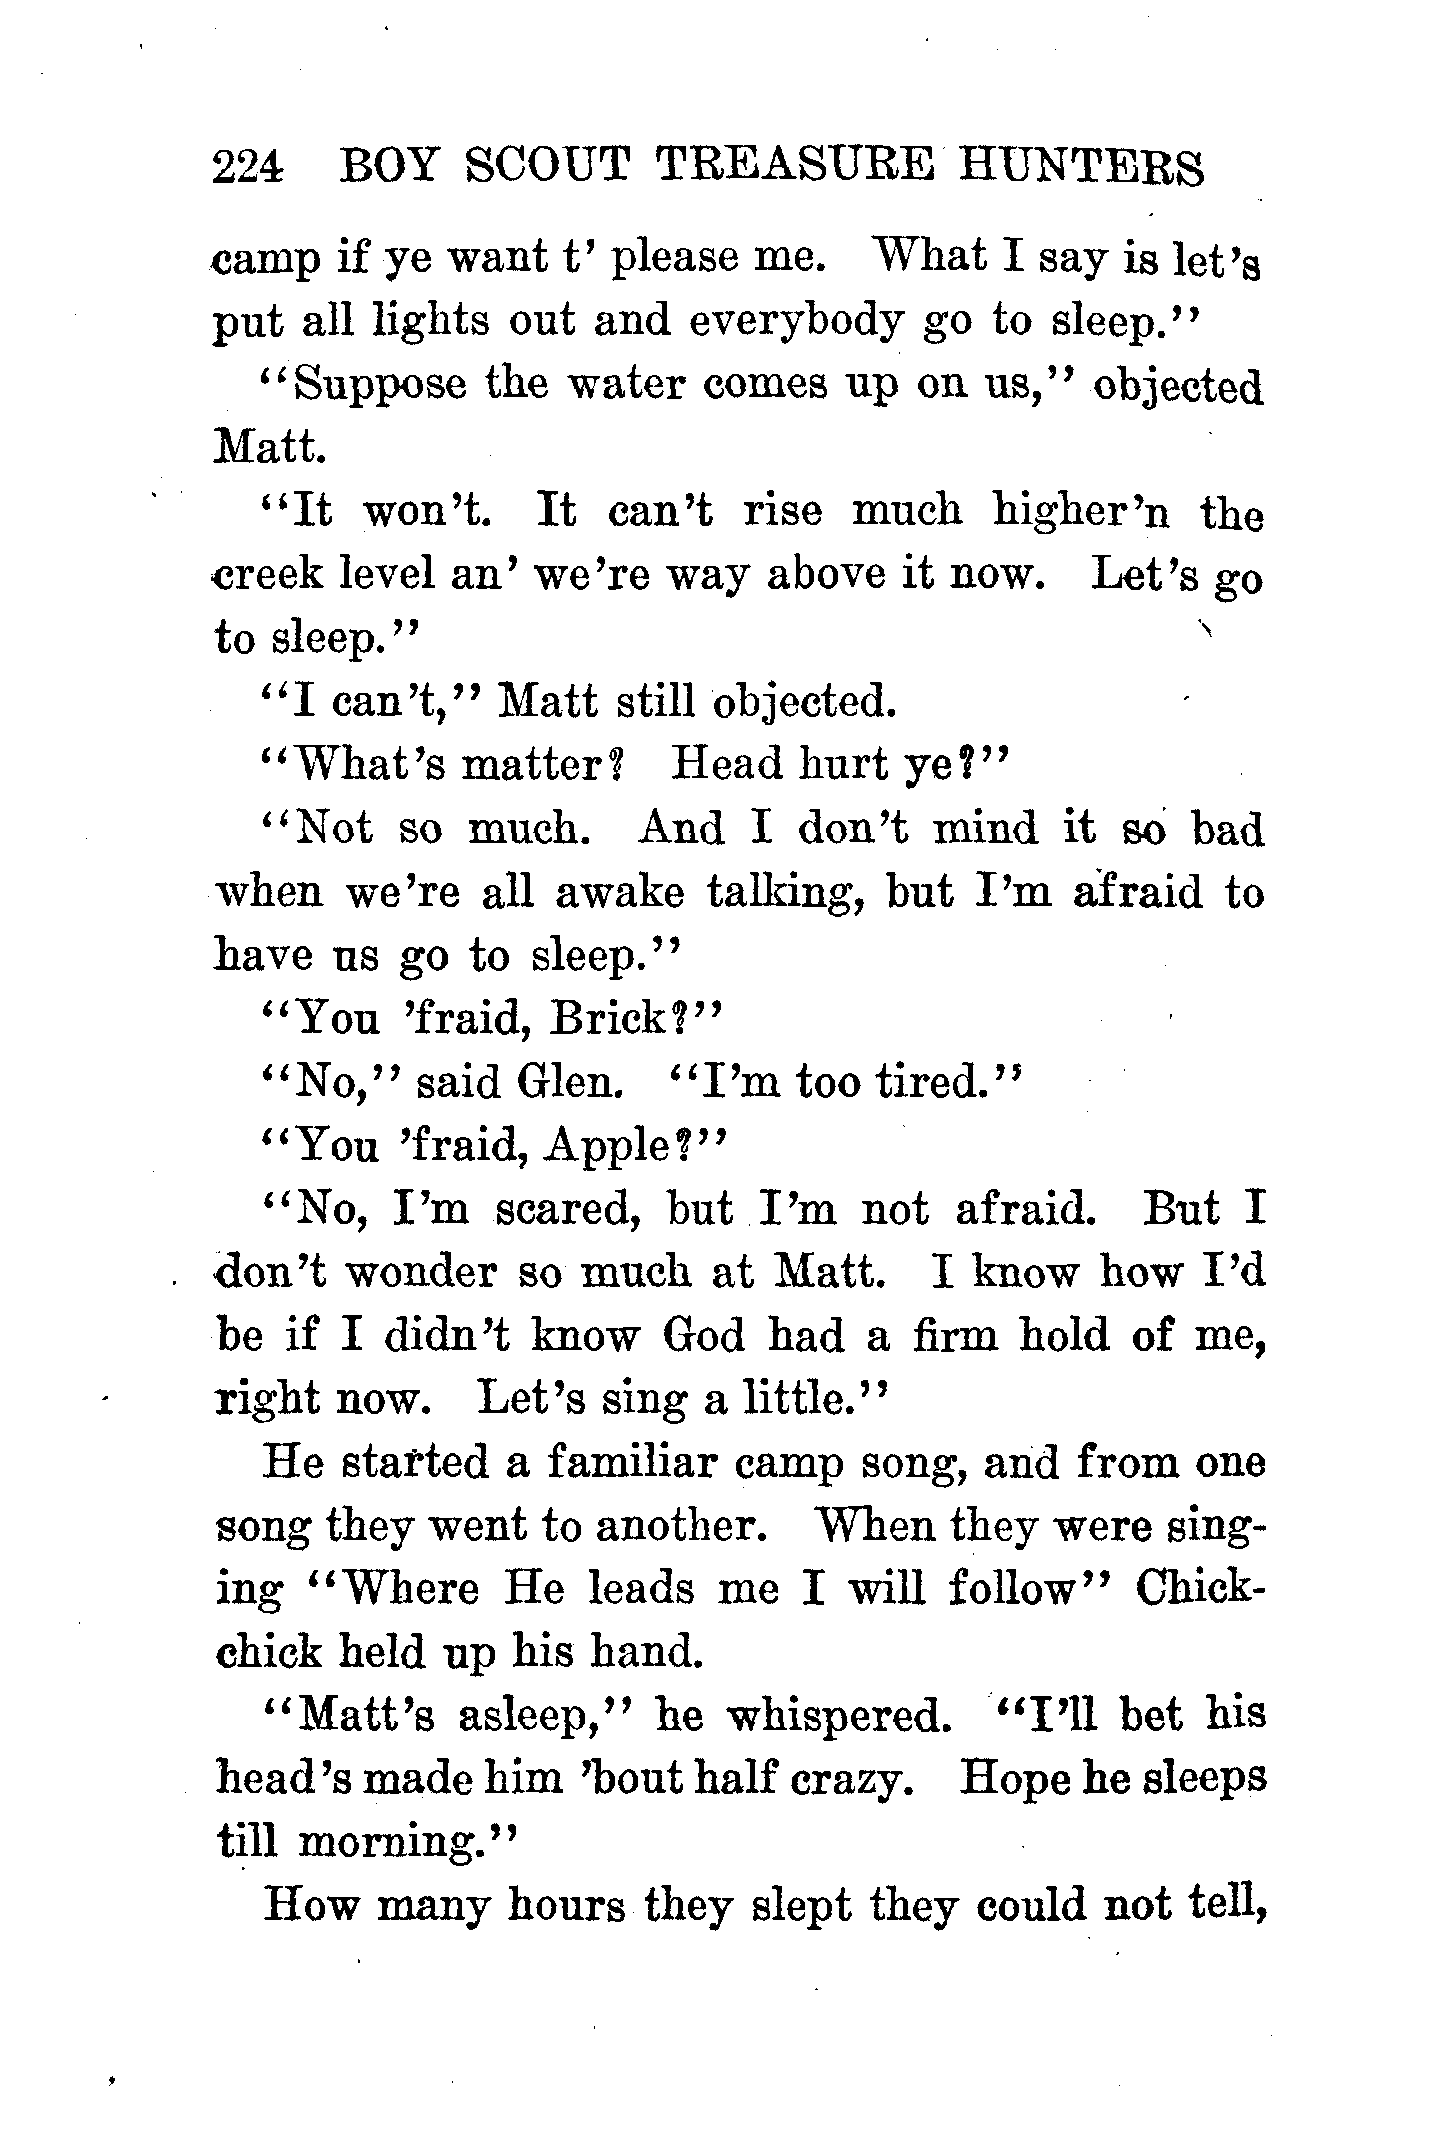 224 BOY SCOUT TREASURE HUNTERS
camp if ye want t' please me. What I say is let's
put all lights out and everybody go to sleep."
"Suppose the water comes up on us," objected
Matt.
"It won't. It can't rise much higher'n the
creek level an' we're way above it now. Let's go
to sleep."
"I can't," Matt still objected.
"What's matter? Head hurt ye?"
"Not so much. And I don't mind it so bad
when we're all awake talking, but I'm afraid to
have us go to sleep."
"You 'fraid, Brick?"
"No," said Glen. "I'm too tired."
"You 'fraid, Apple?"
"No, I'm scared, but I'm not afraid. But I
don't wonder so much at Matt. I know how I'd
be if I didn't know God had a firm hold of me,
right now. Let's sing a little."
He started a familiar camp song, and from one
song they went to another. When they were sing-
ing "Where He leads me I will follow" Chick-
chick held up his hand.
"Matt's asleep," he whispered. "I'll bet his
head's made him 'bout half crazy. Hope he sleeps
till morning."
How many hours they slept they could not tell,